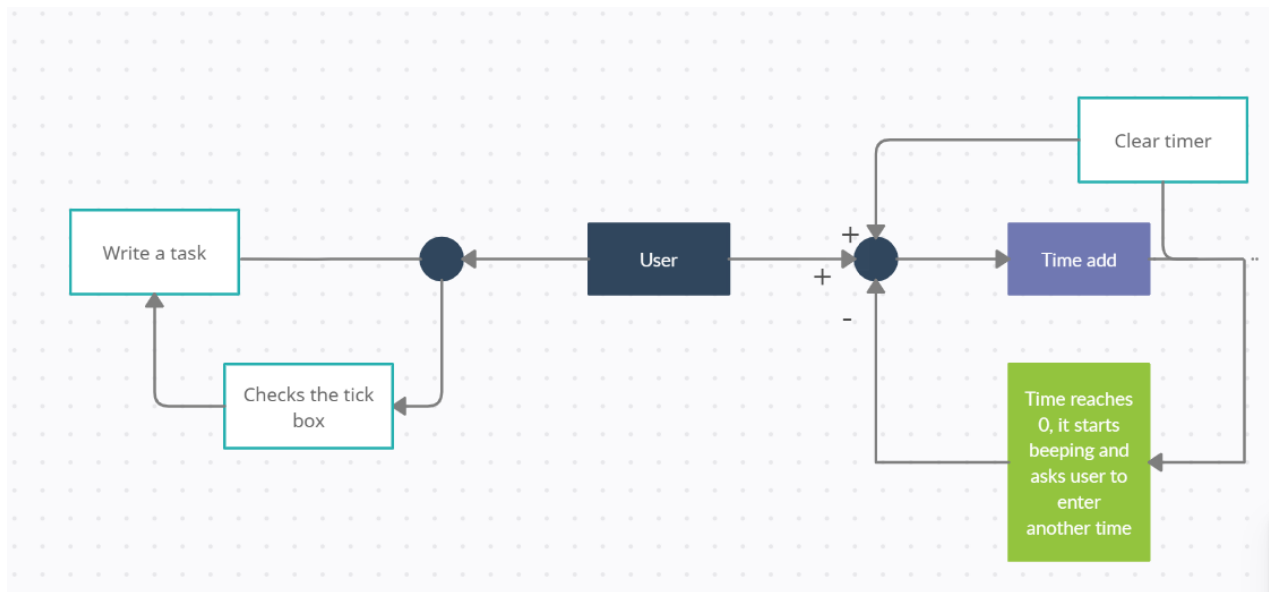 Clear timer
Write a task
User
Time add
+
+
-
Checks the tick
box
Time reaches
0, it starts
beeping and
asks user to
enter
another time